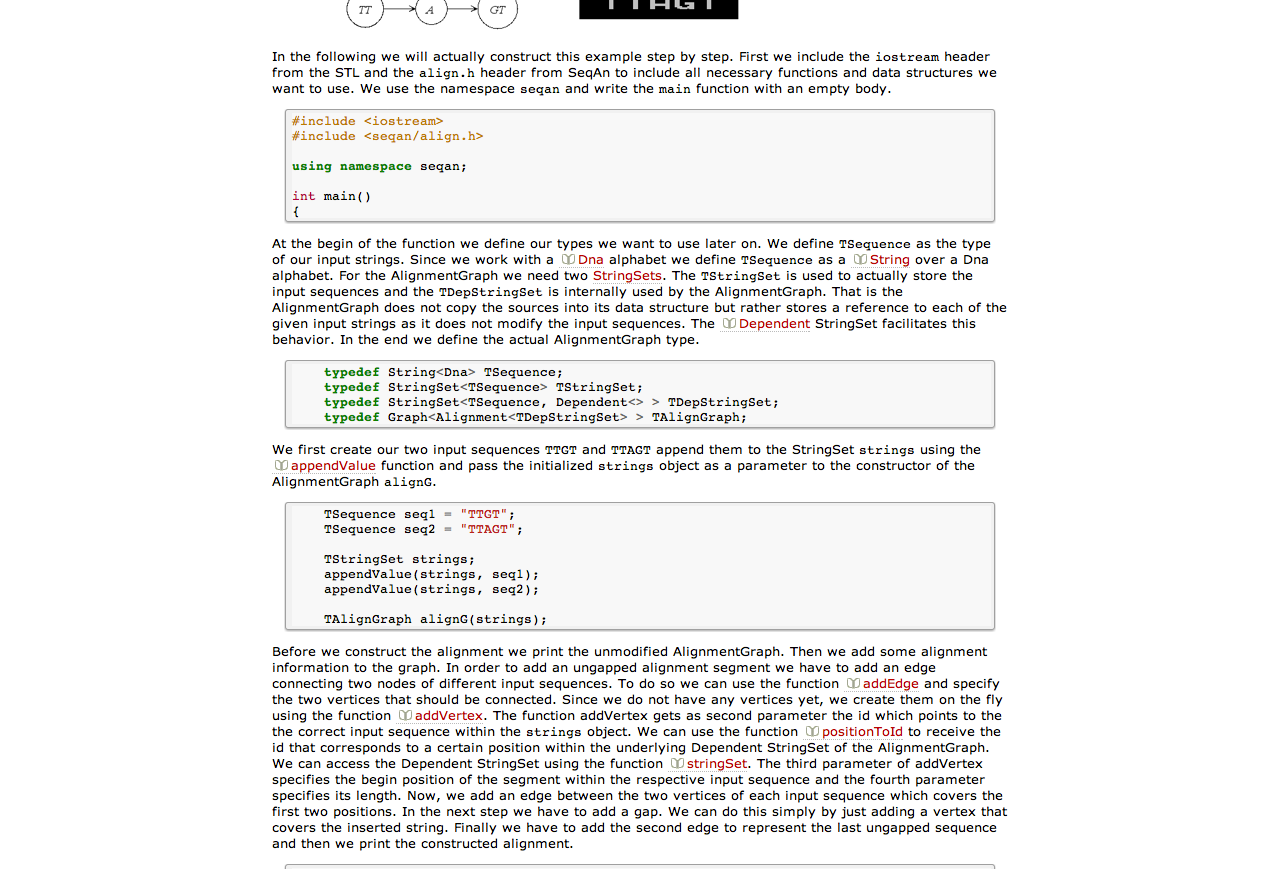 TT A GT
In the following we will actually construct this example step by step. First we include the iostream header
from the STL and the align.h header from SeqAn to include all necessary functions and data structures we
want to use. We use the namespace seqan and write the main function with an empty body.
#include <iostream>
#include <seqan/align.h>
using namespace seqan;
int main()
{
At the begin of the function we define our types we want to use later on. We define TSequence as the type
of our input strings. Since we work with a Dna alphabet we define TSequence as a String over a Dna
alphabet. For the AlignmentGraph we need two StringSets. The TStringSet is used to actually store the
input sequences and the TDepStringSet is internally used by the AlignmentGraph. That is the
AlignmentGraph does not copy the sources into its data structure but rather stores a reference to each of the
given input strings as it does not modify the input sequences. The Dependent StringSet facilitates this
behavior. In the end we define the actual AlignmentGraph type.
typedef String<Dna> TSequence;
typedef StringSet<TSequence> TStringSet;
typedef StringSet<TSequence, Dependent<> > TDepStringSet;
typedef Graph<Alignment<TDepStringSet> > TAlignGraph;
We first create our two input sequences TTGT and TTAGT append them to the StringSet strings using the
appendValue function and pass the initialized strings object as a parameter to the constructor of the
AlignmentGraph alignG.
TSequence seq1 = "TTGT";
TSequence seq2 = "TTAGT";
TStringSet strings;
appendValue(strings, seq1);
appendValue(strings, seq2);
TAlignGraph alignG(strings);
Before we construct the alignment we print the unmodified AlignmentGraph. Then we add some alignment
information to the graph. In order to add an ungapped alignment segment we have to add an edge
connecting two nodes of different input sequences. To do so we can use the function addEdge and specify
the two vertices that should be connected. Since we do not have any vertices yet, we create them on the fly
using the function addVertex. The function addVertex gets as second parameter the id which points to the
the correct input sequence within the strings object. We can use the function positionToId to receive the
id that corresponds to a certain position within the underlying Dependent StringSet of the AlignmentGraph.
We can access the Dependent StringSet using the function stringSet. The third parameter of addVertex
specifies the begin position of the segment within the respective input sequence and the fourth parameter
specifies its length. Now, we add an edge between the two vertices of each input sequence which covers the
first two positions. In the next step we have to add a gap. We can do this simply by just adding a vertex that
covers the inserted string. Finally we have to add the second edge to represent the last ungapped sequence
and then we print the constructed alignment.